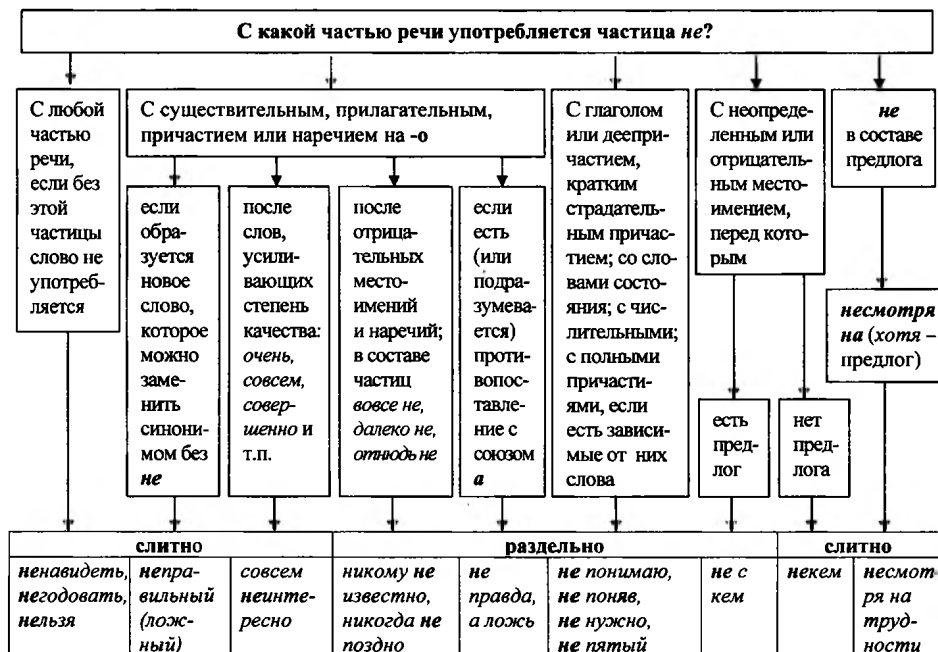 С какой частью речи употребляется частица не?
С любой
частью
речи,
если без
этой
частицы
слово не
употреб-
ляется
С существительным, прилагательным,
причастием или наречием на -о
если
обра-
зуется
новое
слово,
которое
можно
заме-
нить
синони-
мом без
не
после
слов,
усили-
вающих
степень
качества:
очень,
совсем,
совер-
шенно и
т.п.
после
отрица-
тельных
место-
имений
и наречий;
в составе
частиц
вовсе не,
далеко не,
отнюдь не
если
есть
(или
подра-
зумева-
ется)
проти-
вопос-
тавле-
ние с
союзом
а
С глаголом
или деепри-
частием,
кратким
страдатель-
ным причас-
тием; со сло-
вами состо-
яния; с чис-
лительными;
с полными
причасти-
ями, если
есть зависи-
мые от них
слова
С неопреде-
ленным или
отрицатель-
ным место-
имением,
перед кото-
рым
есть
пред-
лог
нет
пред-
лога
не
в составе
предлога
несмотря
на (хотя –
предлог)
слитно
раздельно
слитно
ненавидеть,
негодовать,
нельзя
непра-
вильный
(лож-
ный)
совсем
неинте-
ресно
никому не
известно,
никогда не
поздно
не
правда,
а ложь
не понимаю,
не поняв,
не нужно,
не пятый
не с
кем
некем
несмот-
ря на
труд-
ности